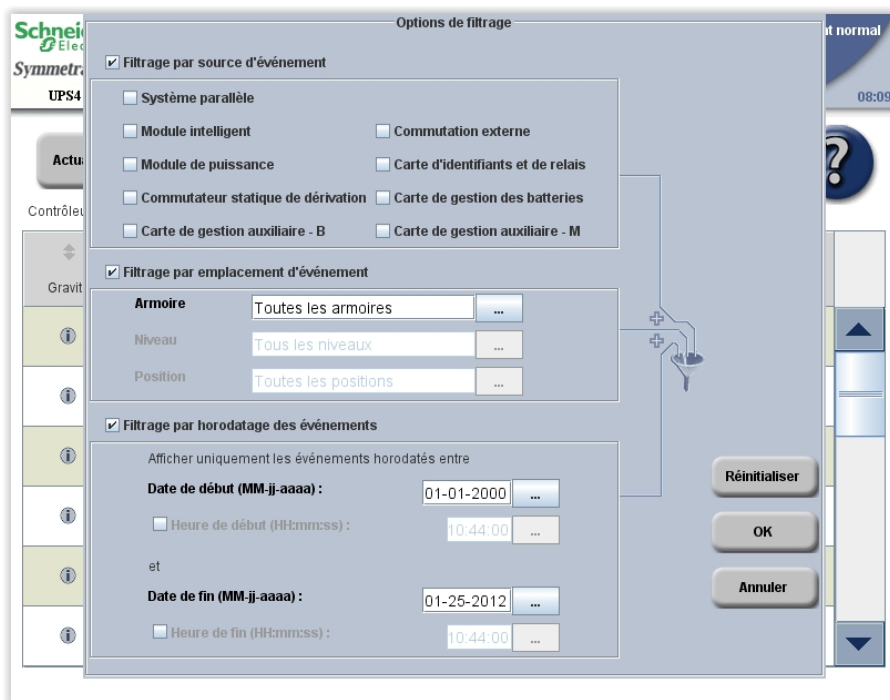 Options de filtrage
Schnei
Elec
nt normal
Symmetra
UPS4
08:09
Filtrage par source d'événement
Système parallèle
Module intelligent
Commutation externe
Module de puissance
Carte d'identifiants et de relais
Commutateur statique de dérivation
Carte de gestion des batteries
Carte de gestion auxiliaire - B
Carte de gestion auxiliaire - M
Actua
?
Contrôleu
Gravit
Filtrage par emplacement d'événement
Armoire
Toutes les armoires
...
Niveau
Tous les niveaux
...
Position
Toutes les positions
...
Filtrage par horodatage des événements
Afficher uniquement les événements horodatés entre
Date de début (MM-jj-aaaa) :
01-01-2000
...
Heure de début (HH:mm:ss) :
10:44:00
...
et
Date de fin (MM-jj-aaaa) :
01-25-2012
...
Heure de fin (HH:mm:ss) :
10:44:00
...
Réinitialiser
OK
Annuler